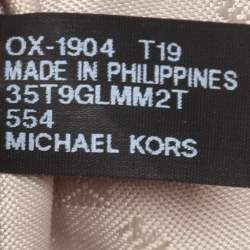 OX-1904 T19
MADE IN PHILIPPINES
35T9GLMM2T
554
MICHAEL KORS